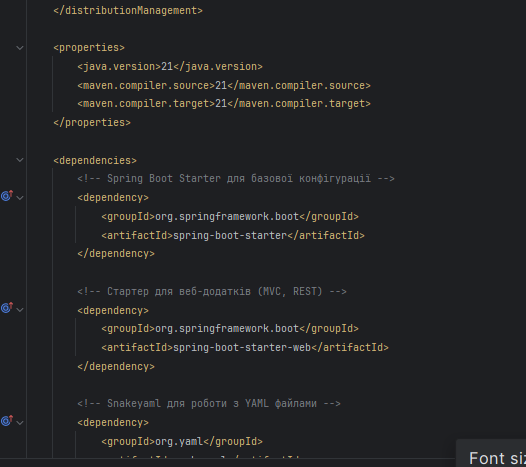 </distributionManagement>
<properties>
<java.version>21</java.version>
<maven.compiler.source>21</maven.compiler.source>
<maven.compiler.target>21</maven.compiler.target>
</properties>
<dependencies>
<!-- Spring Boot Starter для базової конфігурації -->
<dependency>
<groupId>org.springframework.boot</groupId>
<artifactId>spring-boot-starter</artifactId>
</dependency>
<!-- Стартер для веб-додатків (MVC, REST) -->
<dependency>
<groupId>org.springframework.boot</groupId>
<artifactId>spring-boot-starter-web</artifactId>
</dependency>
<!-- Snakeyaml для роботи з YAML файлами -->
<dependency>
<groupId>org.yaml</groupId>
Font siz